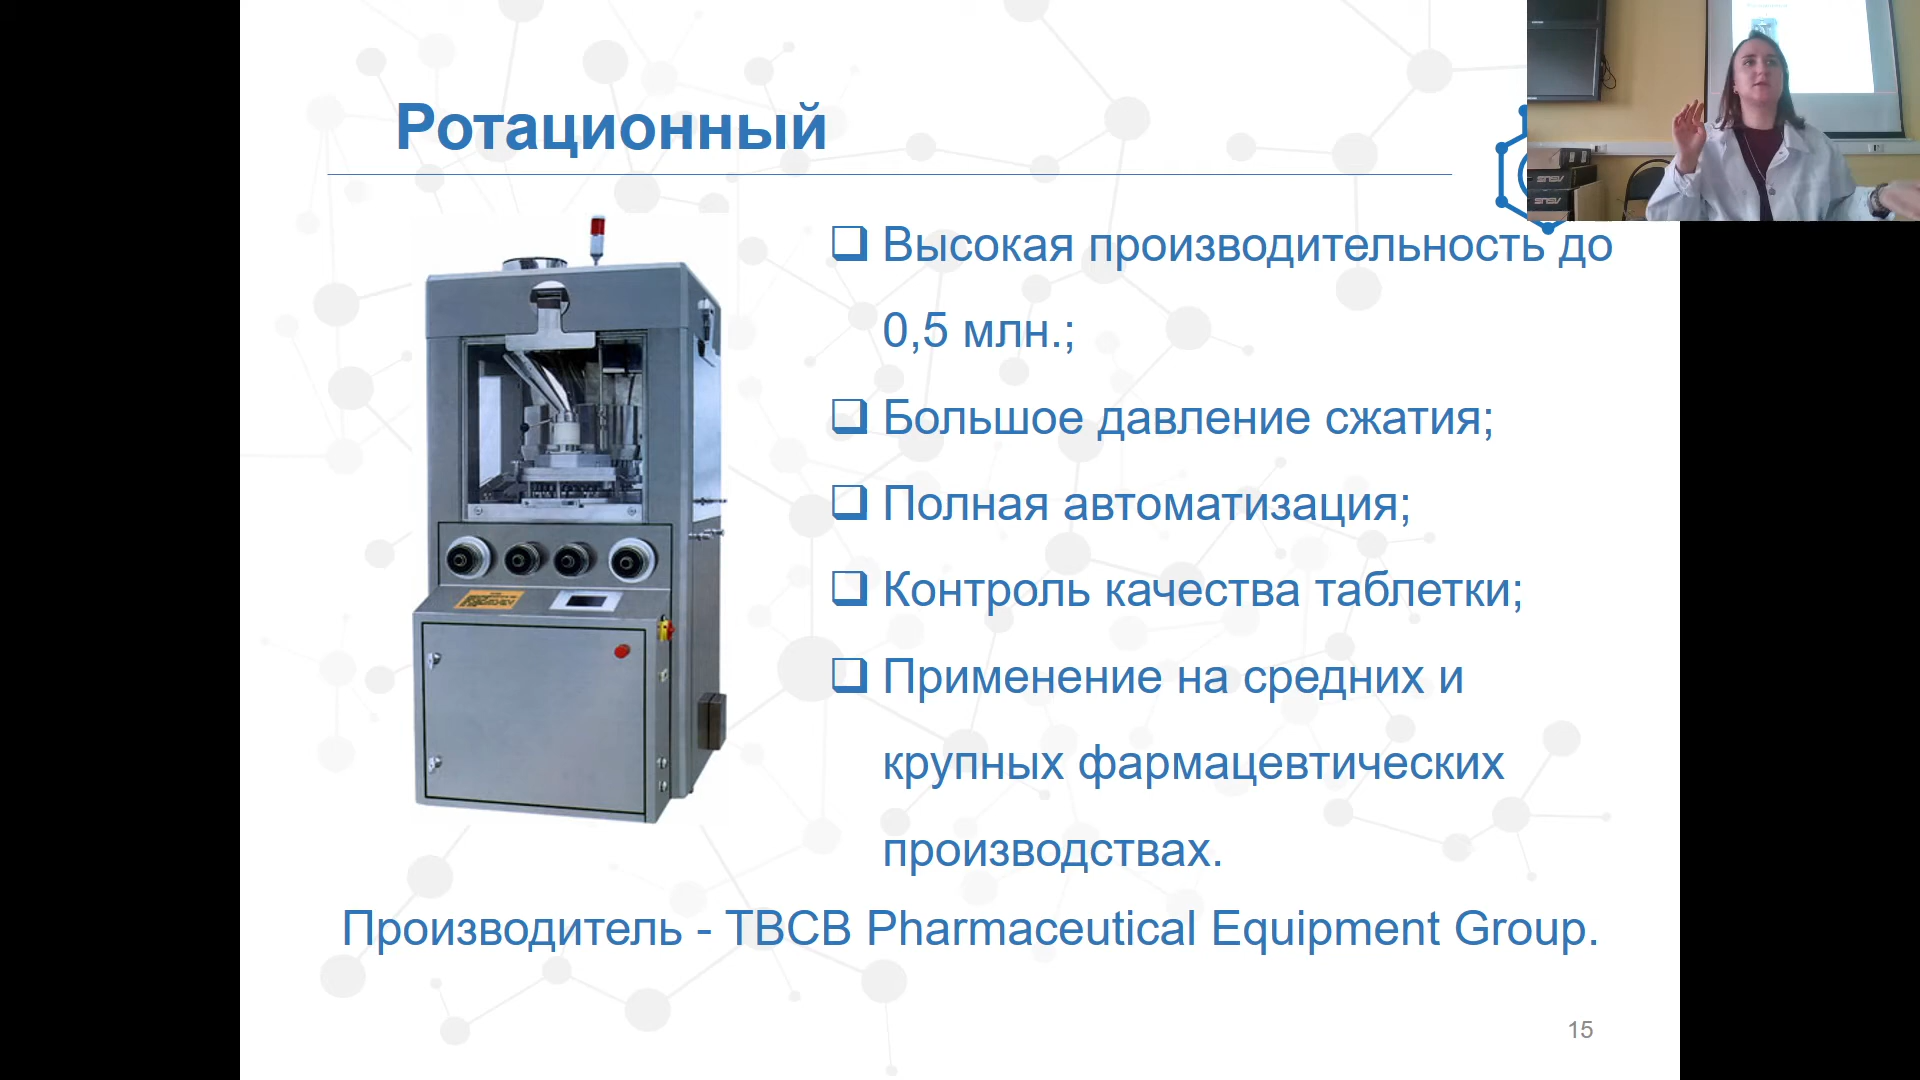 Ротационный
Высокая производительность до
0,5 млн.;
Большое давление сжатия;
Полная автоматизация;
Контроль качества таблетки;
Применение на средних и
крупных фармацевтических
производствах.
Производитель - TBCB Pharmaceutical Equipment Group.
15